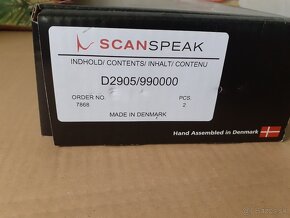 SCANSPEAK
INDHOLD/ CONTENTS/ INHALT/ CONTENU
D2905/990000
ORDER NO. PCS.
7868 2
MADE IN DENMARK
Hand Assembled in Denmark